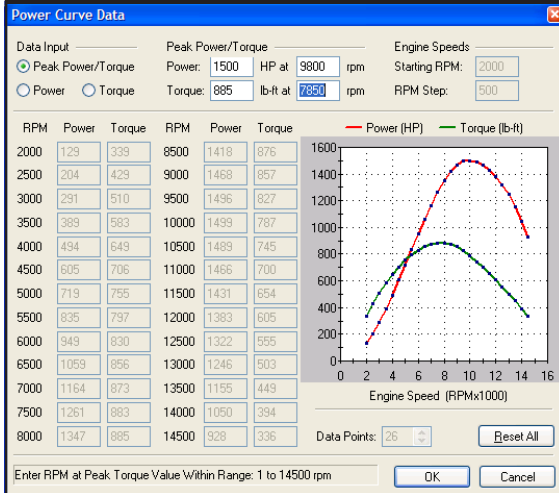 Power Curve Data
Data Input Peak Power/Torque Engine Speeds
Peak Power/Torque Power: 1500 HP at 9800 rpm Starting RPM: 2000
Power Torque Torque: 885 lb-ft at 7850 rpm RPM Step: 500
RPM Power Torque RPM Power Torque Power (HP) Torque (lb-ft)
2000 129 339 8500 1418 876
2500 204 429 9000 1468 857
3000 291 510 9500 1496 827
3500 389 583 10000 1499 787
4000 494 649 10500 1489 745
4500 605 706 11000 1466 700
5000 719 755 11500 1431 654
5500 835 797 12000 1383 605
6000 949 830 12500 1322 555
6500 1059 856 13000 1246 503
7000 1164 873 13500 1155 449
7500 1261 883 14000 1050 394
8000 1347 885 14500 928 336
1600
1400
1200
1000
800
600
400
200
0
0 2 4 6 8 10 12 14 16
Engine Speed (RPMx1000)
Data Points: 26 Reset All
Enter RPM at Peak Torque Value Within Range: 1 to 14500 rpm OK Cancel